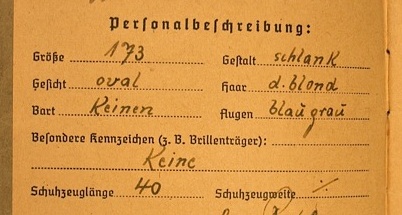 Personalbeschreibung:
Größe 173 Gestalt schlank
Gesicht oval Haar d. blond
Bart Keinen Augen blaugrau
Besondere Kennzeichen (z. B. Brillenträger):
Keine
Schuhzeuglänge 40 Schuhzeugweite ./.